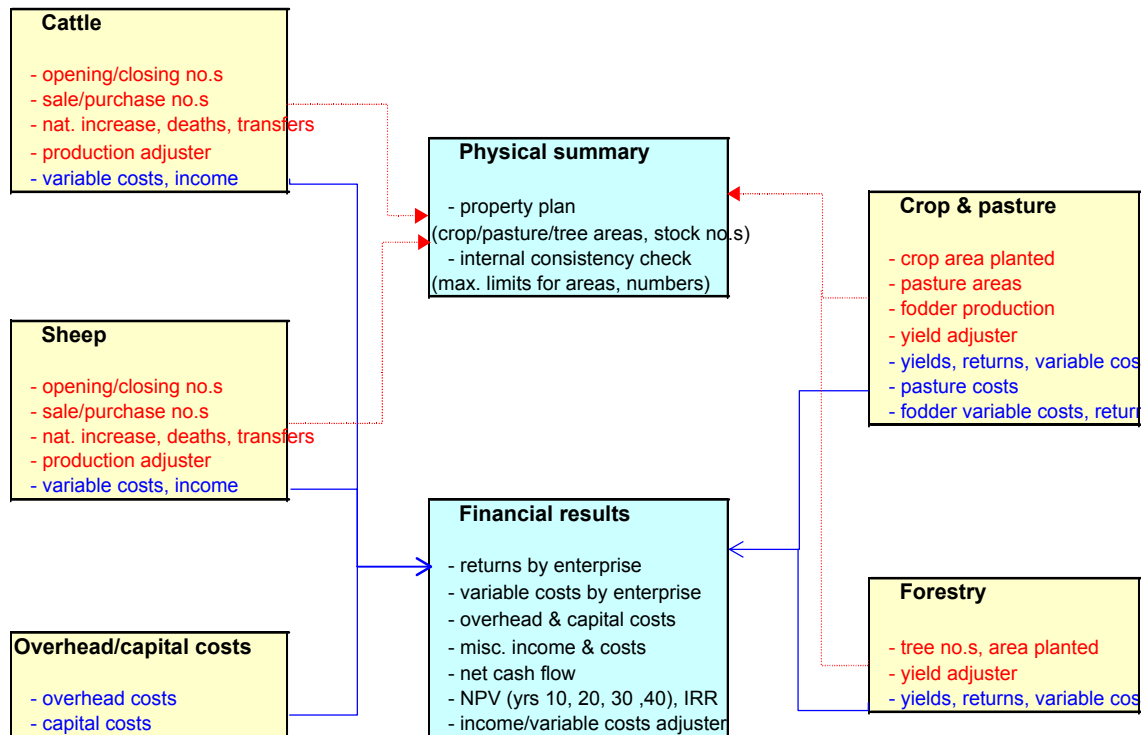 Cattle
- opening/closing no.s
- sale/purchase no.s
- nat. increase, deaths, transfers
- production adjuster
- variable costs, income
Sheep
- opening/closing no.s
- sale/purchase no.s
- nat. increase, deaths, transfers
- production adjuster
- variable costs, income
Overhead/capital costs
- overhead costs
- capital costs
Physical summary
- property plan
(crop/pasture/tree areas, stock no.s)
- internal consistency check
(max. limits for areas, numbers)
Financial results
- returns by enterprise
- variable costs by enterprise
- overhead & capital costs
- misc. income & costs
- net cash flow
- NPV (yrs 10, 20, 30 ,40), IRR
- income/variable costs adjuster
Crop & pasture
- crop area planted
- pasture areas
- fodder production
- yield adjuster
- yields, returns, variable cos
- pasture costs
- fodder variable costs, return
Forestry
- tree no.s, area planted
- yield adjuster
- yields, returns, variable cos